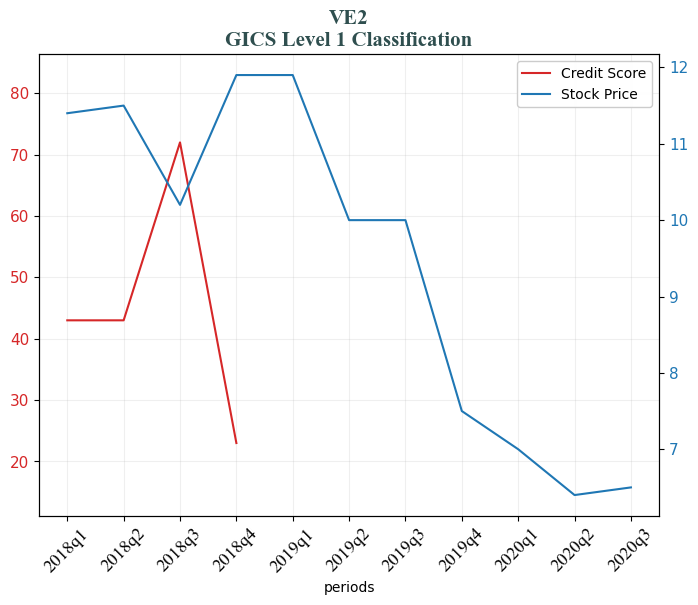 VE2
GICS Level 1 Classification
Credit Score
Stock Price
80
70
60
50
40
30
20
12
11
10
9
8
7
2018q1
2018q2
2018q3
2018q4
2019q1
2019q2
2019q3
2019q4
2020q1
2020q2
2020q3
periods